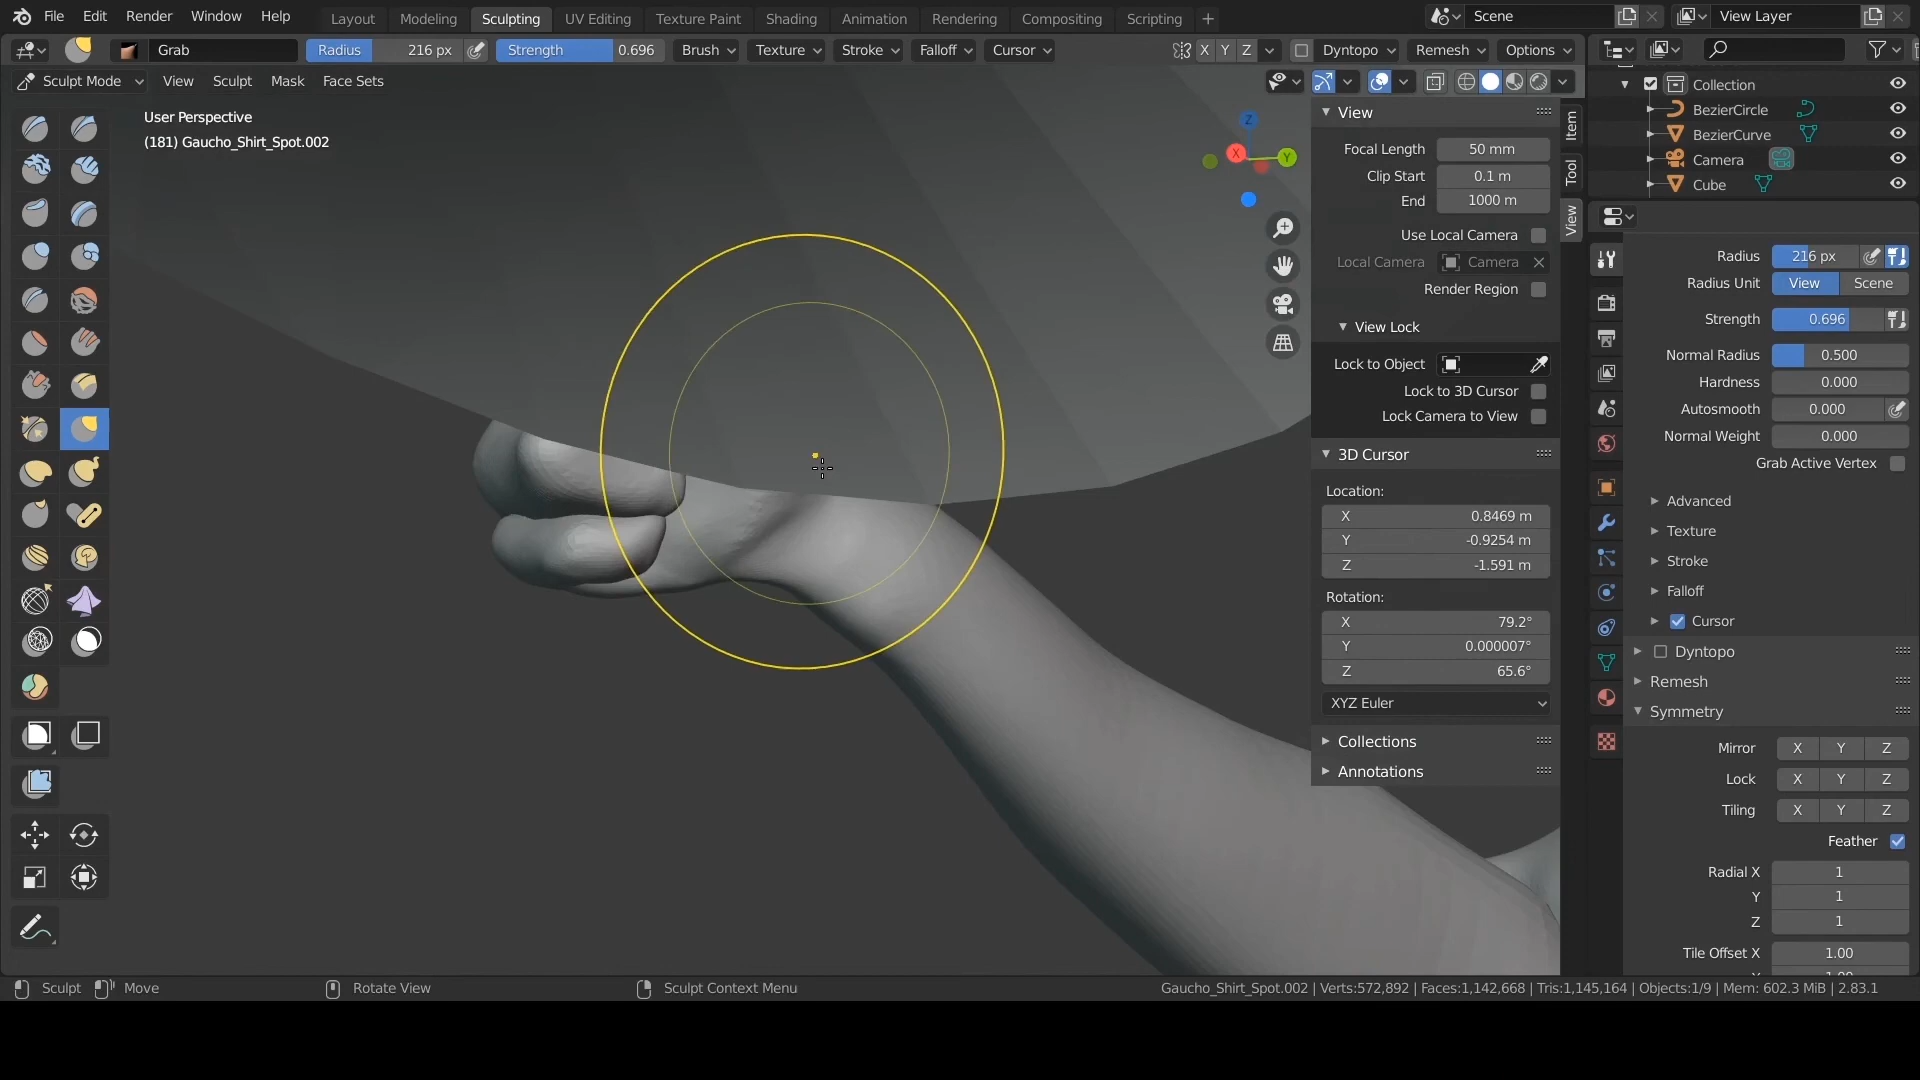 File Edit Render Window Help Layout Modeling Sculpting UV Editing Texture Paint Shading Animation Rendering Compositing Scripting + Scene View Layer
Grab Radius 216 px Strength 0.696 Brush Texture Stroke Falloff Cursor X Y Z Dyntopo Remesh Options
Sculpt Mode View Sculpt Mask Face Sets
User Perspective
(181) Gaucho_Shirt_Spot.002
Z
X
Y
View
Focal Length 50 mm
Clip Start 0.1 m
End 1000 m
Use Local Camera
Local Camera Camera
Render Region
View Lock
Lock to Object
Lock to 3D Cursor
Lock Camera to View
3D Cursor
Location:
X 0.8469 m
Y -0.9254 m
Z -1.591 m
Rotation:
X 79.2°
Y 0.000007°
Z 65.6°
XYZ Euler
Collections
Annotations
Item
Tool
View
Collection
BezierCircle
BezierCurve
Camera
Cube
Radius 216 px
Radius Unit View Scene
Strength 0.696
Normal Radius 0.500
Hardness 0.000
Autosmooth 0.000
Normal Weight 0.000
Grab Active Vertex
Advanced
Texture
Stroke
Falloff
Cursor
Dyntopo
Remesh
Symmetry
Mirror X Y Z
Lock X Y Z
Tiling X Y Z
Feather
Radial X 1
Y 1
Z 1
Tile Offset X 1.00
Sculpt Move Rotate View Sculpt Context Menu Gaucho_Shirt_Spot.002 | Verts:572,892 | Faces:1,142,668 | Tris:1,145,164 | Objects:1/9 | Mem: 602.3 MiB | 2.83.1